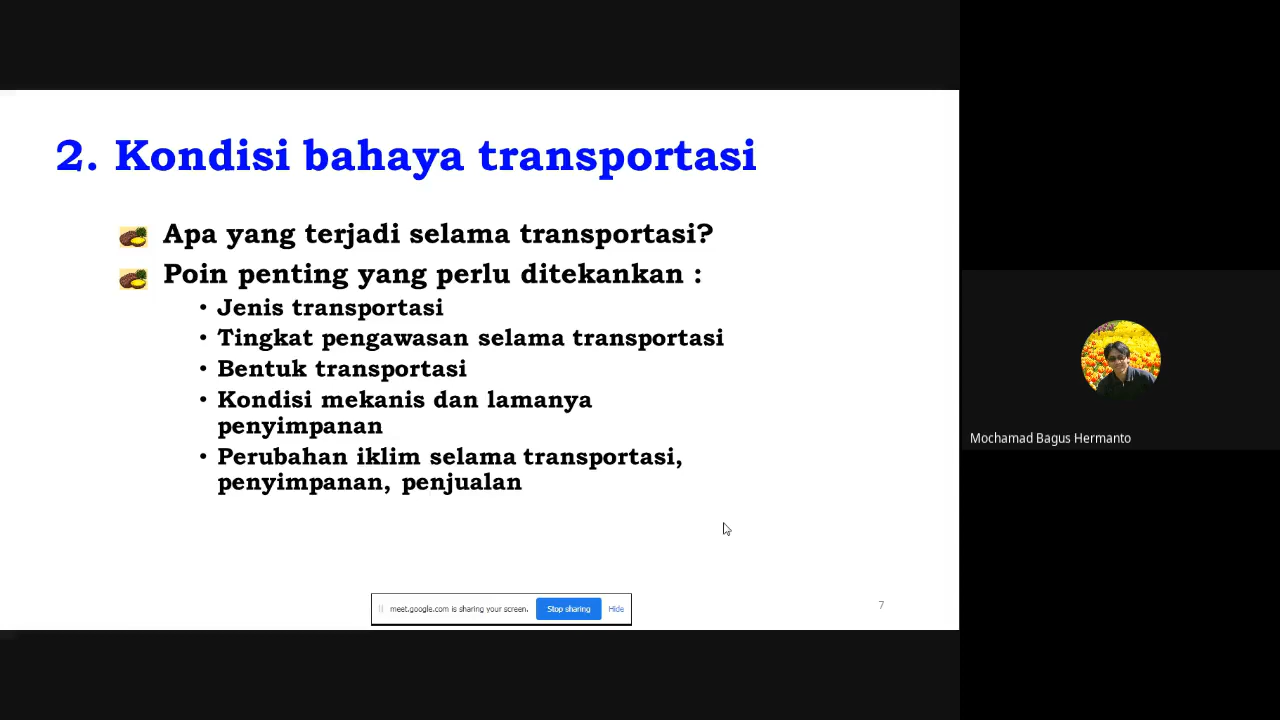 2. Kondisi bahaya transportasi
Apa yang terjadi selama transportasi?
Poin penting yang perlu ditekankan :
• Jenis transportasi
• Tingkat pengawasan selama transportasi
• Bentuk transportasi
• Kondisi mekanis dan lamanya
penyimpanan
• Perubahan iklim selama transportasi,
penyimpanan, penjualan
meet.google.com is sharing your screen. Stop sharing Hide
7
Mochamad Bagus Hermanto